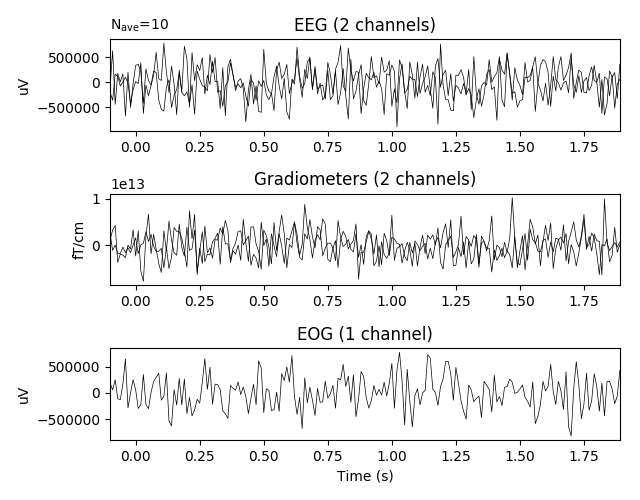 N_ave=10
EEG (2 channels)
uV
500000
0
−500000
0.00 0.25 0.50 0.75 1.00 1.25 1.50 1.75
1e13
Gradiometers (2 channels)
fT/cm
1
0
0.00 0.25 0.50 0.75 1.00 1.25 1.50 1.75
EOG (1 channel)
uV
500000
0
−500000
0.00 0.25 0.50 0.75 1.00 1.25 1.50 1.75
Time (s)